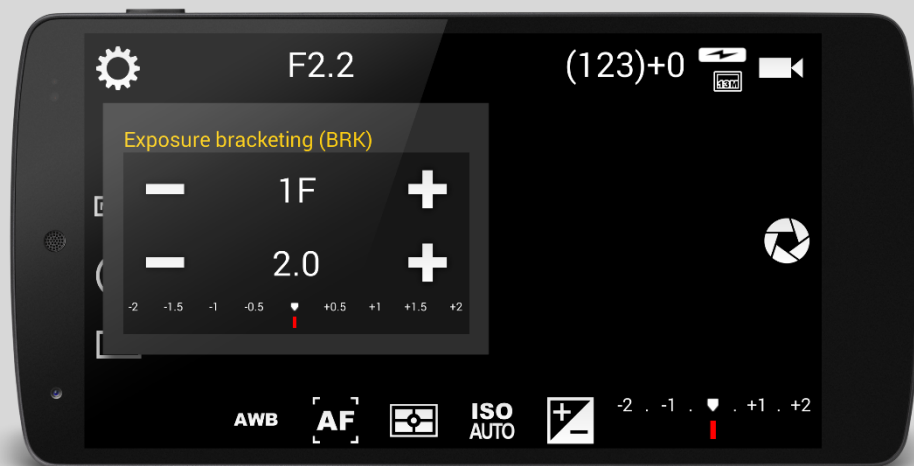 F2.2
(123)+0
13M
Exposure bracketing (BRK)
1F
2.0
-2 -1.5 -1 -0.5 +0.5 +1 +1.5 +2
AWB
AF
ISO
AUTO
-2 . -1 . . +1 . +2